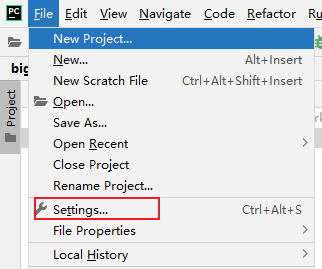 PC File Edit View Navigate Code Refactor
big
Project
New Project...
New... Alt+Insert
New Scratch File Ctrl+Alt+Shift+Insert
Open...
Save As...
Open Recent
Close Project
Rename Project...
Settings... Ctrl+Alt+S
File Properties
Local History